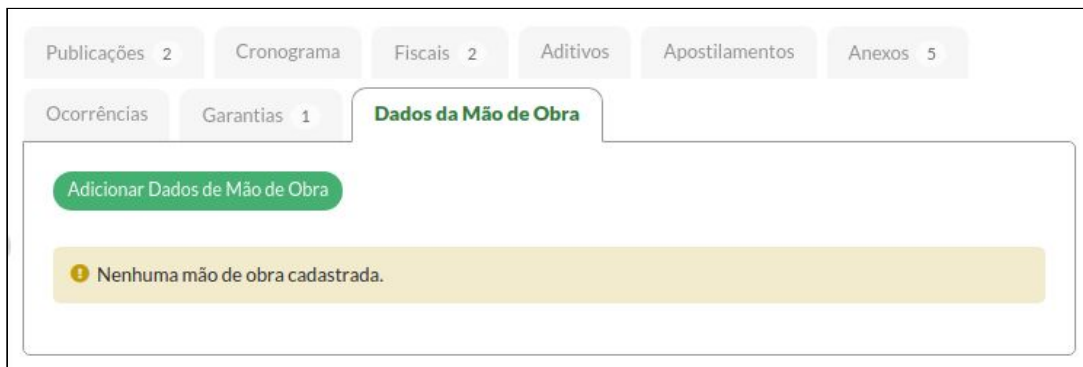 Publicações 2 Cronograma Fiscais 2 Aditivos Apostilamentos Anexos 5
Ocorrências Garantias 1 Dados da Mão de Obra
Adicionar Dados de Mão de Obra
Nenhuma mão de obra cadastrada.